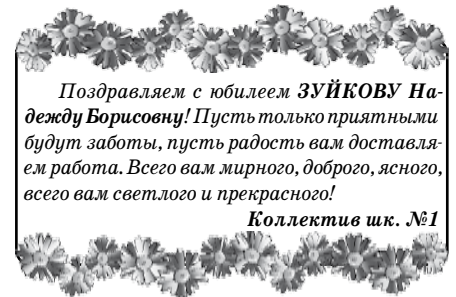 Поздравляем с юбилеем ЗУЙКОВУ На-
дежду Борисовну! Пусть только приятными
будут заботы, пусть радость вам доставля-
ем работа. Всего вам мирного, доброго, ясного,
всего вам светлого и прекрасного!
Коллектив шк. №1